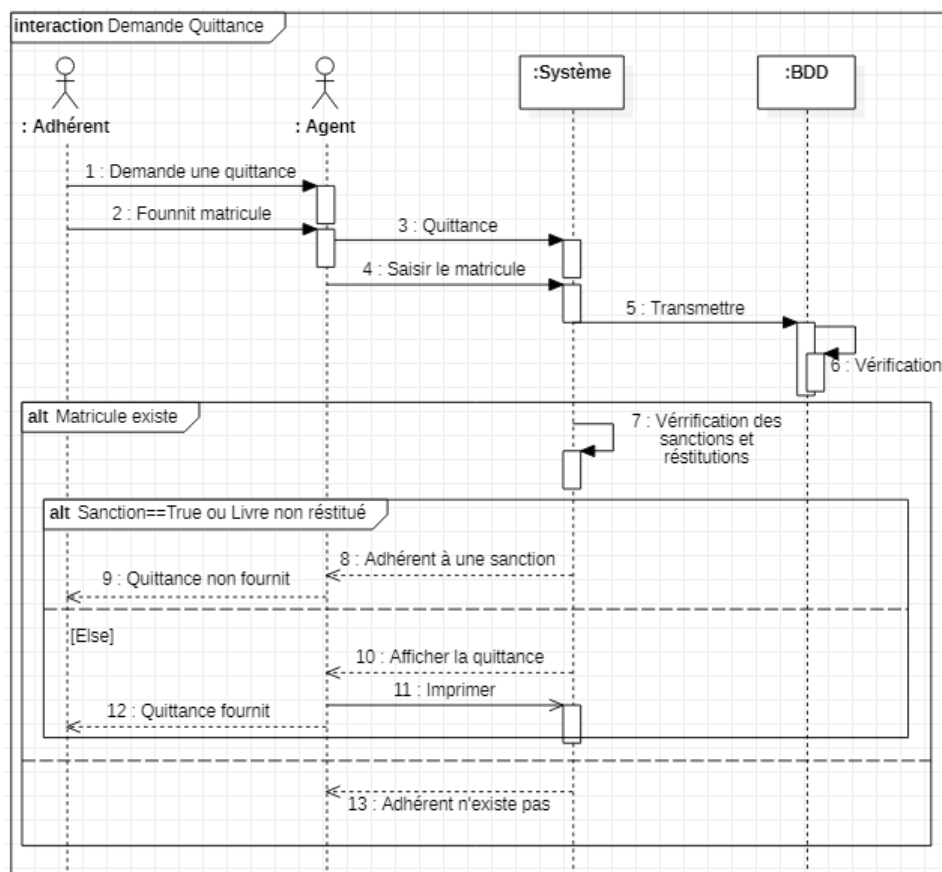 interaction Demande Quittance
: Adhérent
: Agent
:Système
:BDD
1 : Demande une quittance
2 : Founnit matricule
3 : Quittance
4 : Saisir le matricule
5 : Transmettre
6 : Vérification
alt Matricule existe
7 : Vérrification des
sanctions et
réstitutions
alt Sanction==True ou Livre non réstitué
8 : Adhérent à une sanction
9 : Quittance non fournit
[Else]
10 : Afficher la quittance
11 : Imprimer
12 : Quittance fournit
13 : Adhérent n'existe pas